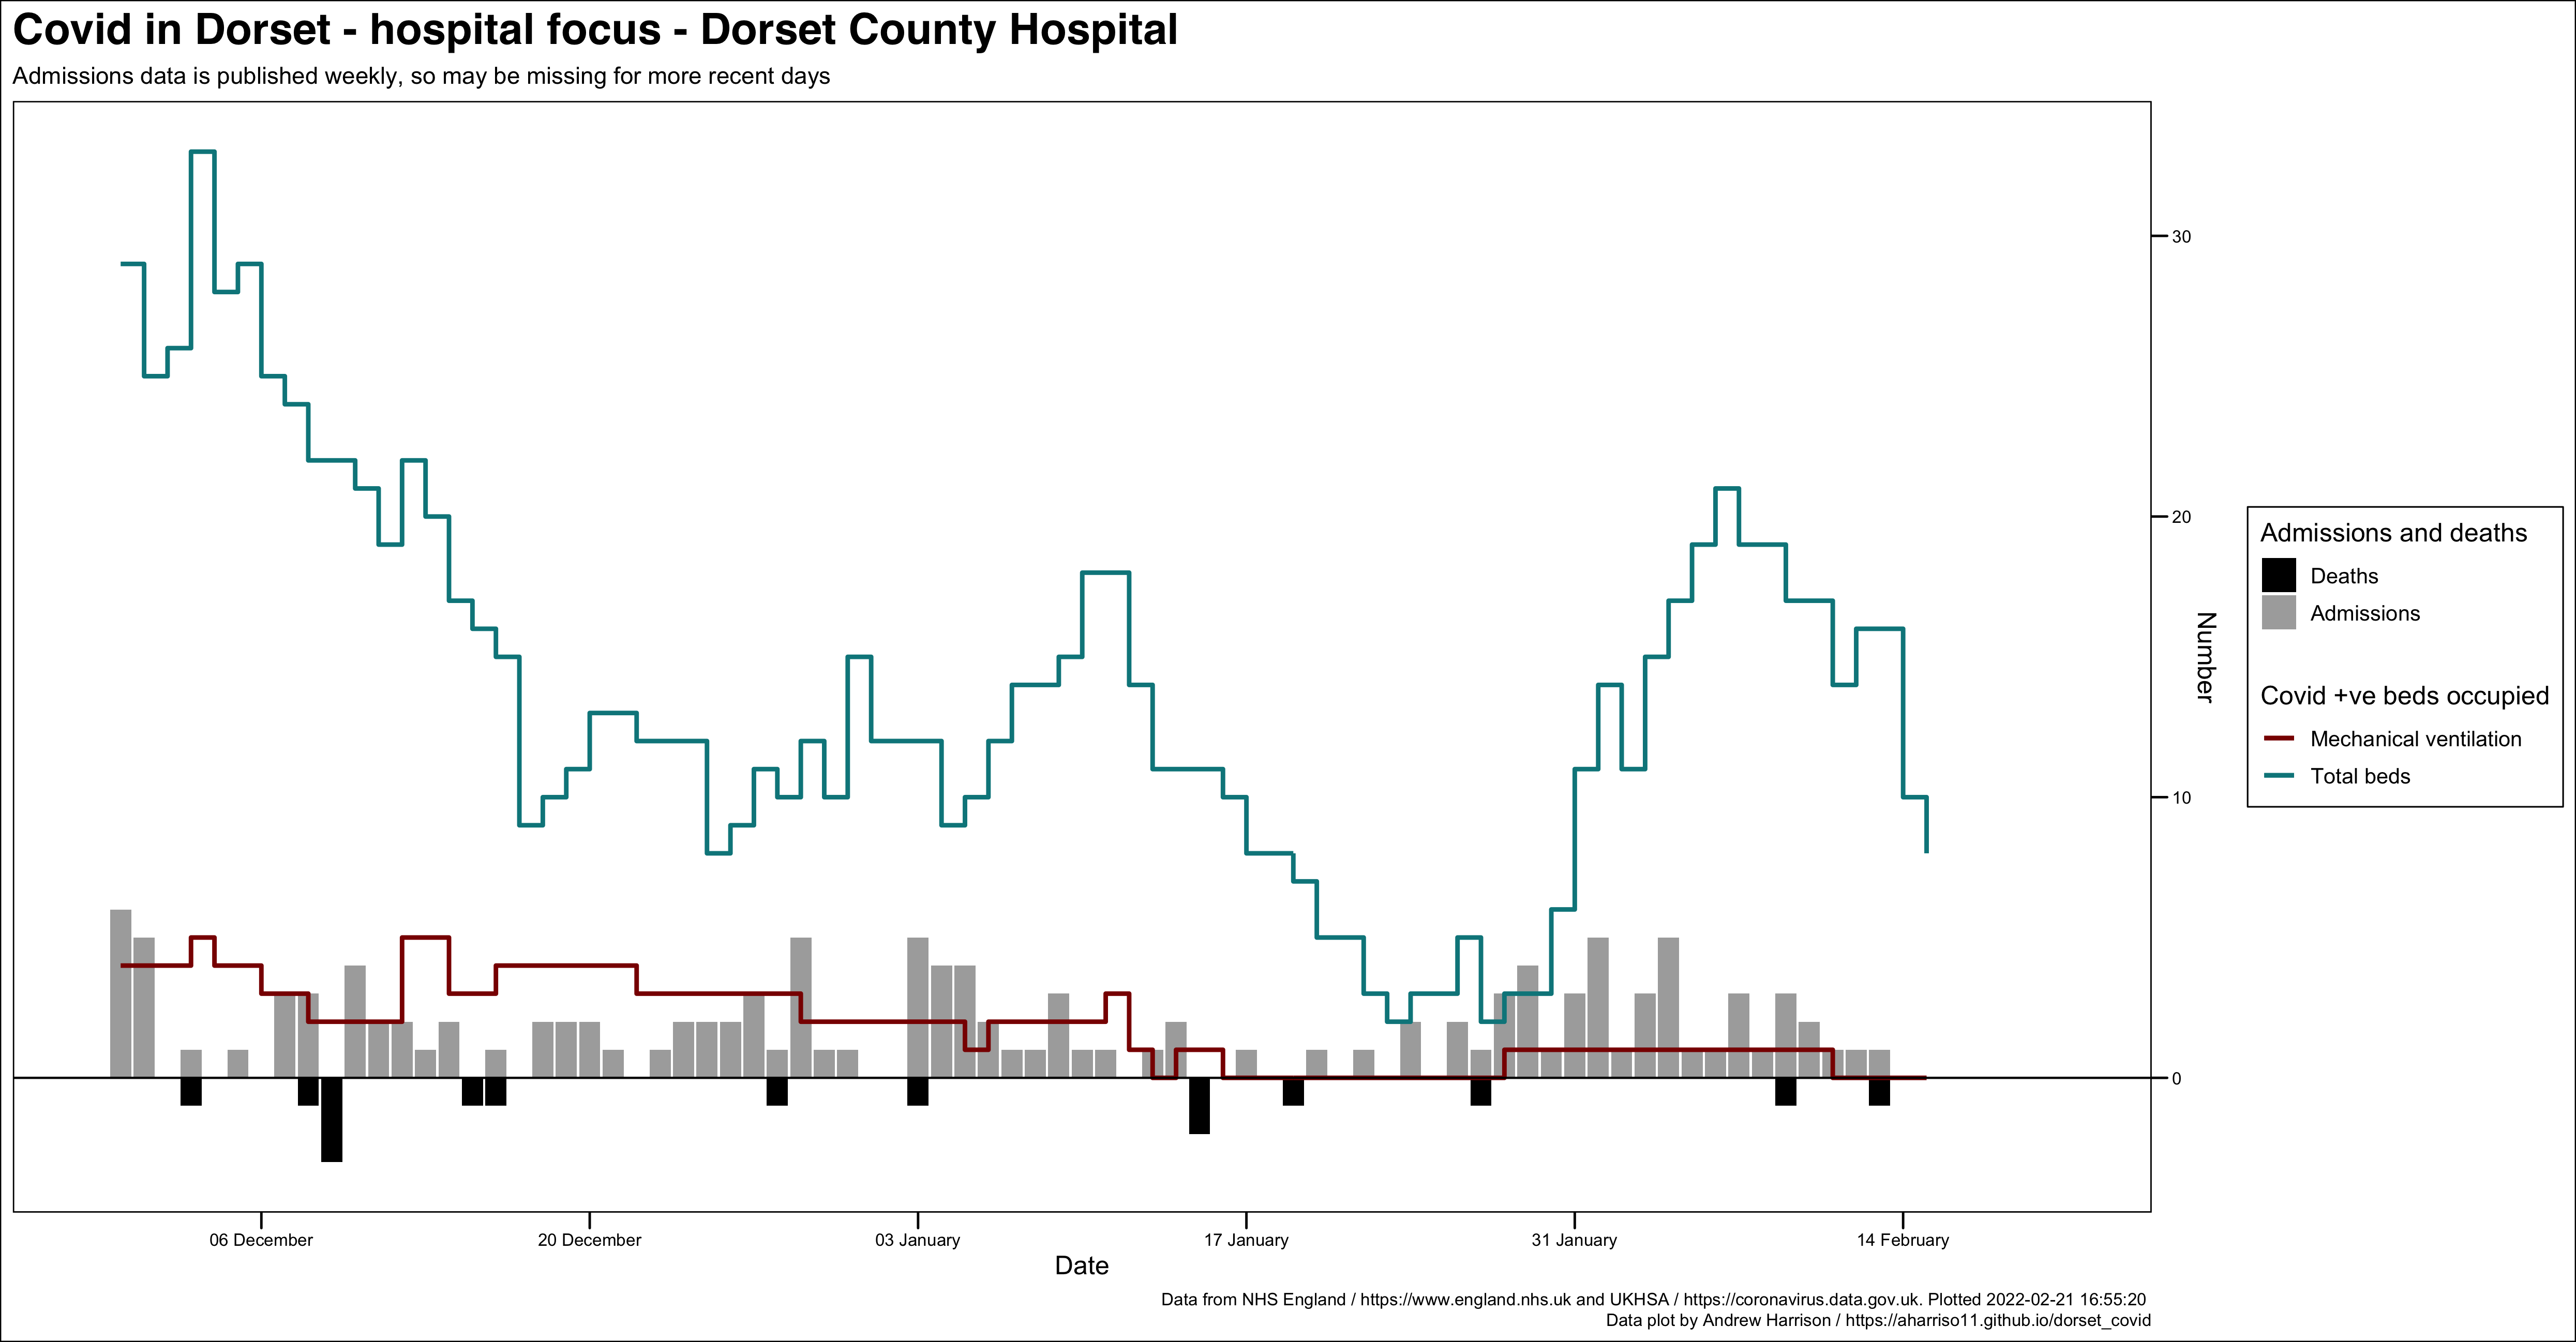 Covid in Dorset - hospital focus - Dorset County Hospital
Admissions data is published weekly, so may be missing for more recent days
30
20
10
0
Number
Admissions and deaths
Deaths
Admissions
Covid +ve beds occupied
Mechanical ventilation
Total beds
06 December
20 December
03 January
17 January
31 January
14 February
Date
Data from NHS England / https://www.england.nhs.uk and UKHSA / https://coronavirus.data.gov.uk. Plotted 2022-02-21 16:55:20
Data plot by Andrew Harrison / https://aharriso11.github.io/dorset_covid